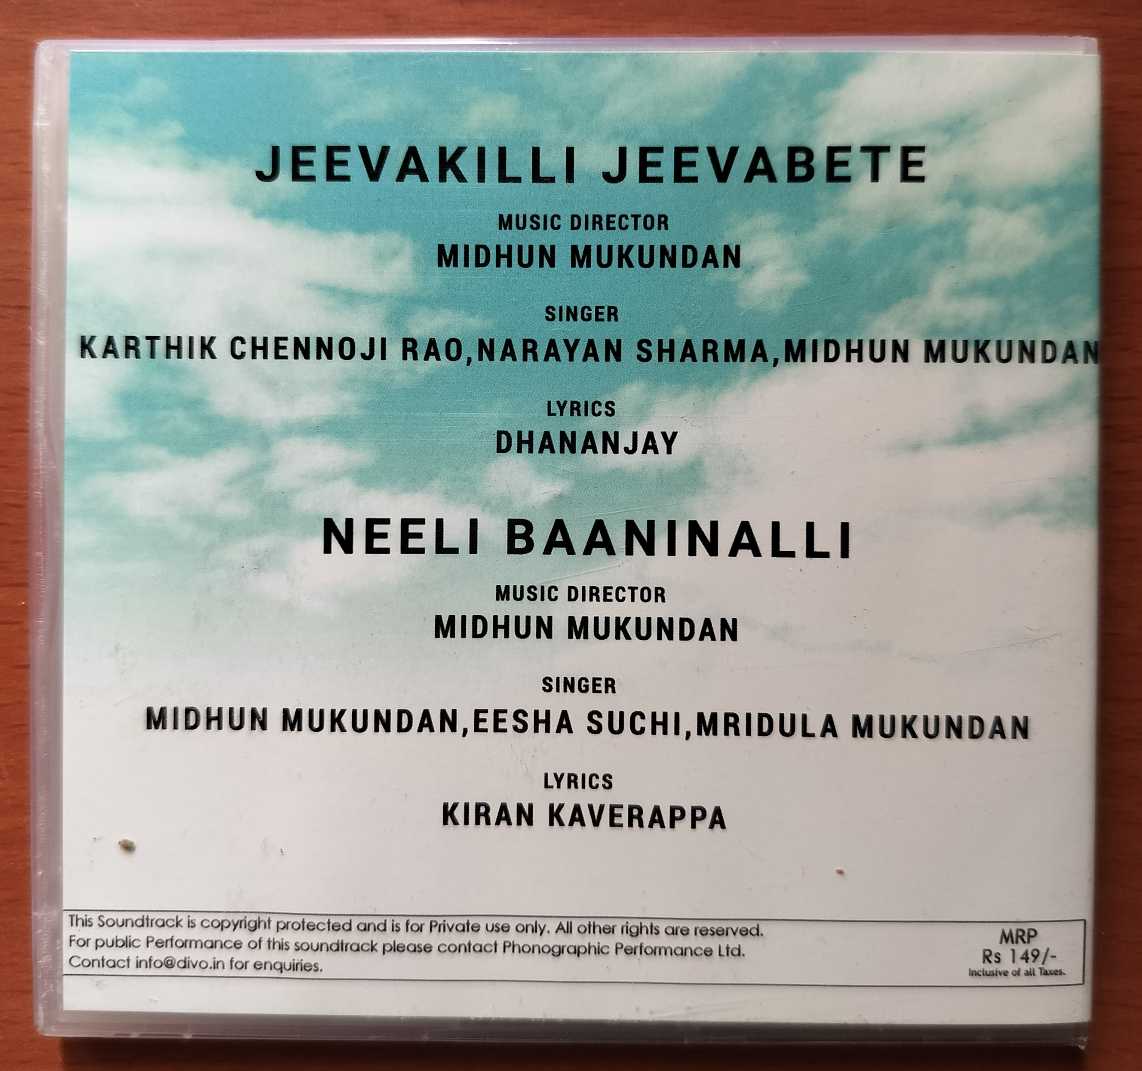 JEEVAKILLI JEEVABETE
MUSIC DIRECTOR
MIDHUN MUKUNDAN
SINGER
KARTHIK CHENNOJI RAO,NARAYAN SHARMA,MIDHUN MUKUNDAN
LYRICS
DHANANJAY
NEELI BAANINALLI
MUSIC DIRECTOR
MIDHUN MUKUNDAN
SINGER
MIDHUN MUKUNDAN,EESHA SUCHI,MRIDULA MUKUNDAN
LYRICS
KIRAN KAVERAPPA
This Soundtrack is copyright protected and is for Private use only. All other rights are reserved.
For public Performance of this soundtrack please contact Phonographic Performance Ltd.
Contact info@divo.in for enquiries.
MRP
Rs 149/-
Inclusive of all Taxes.